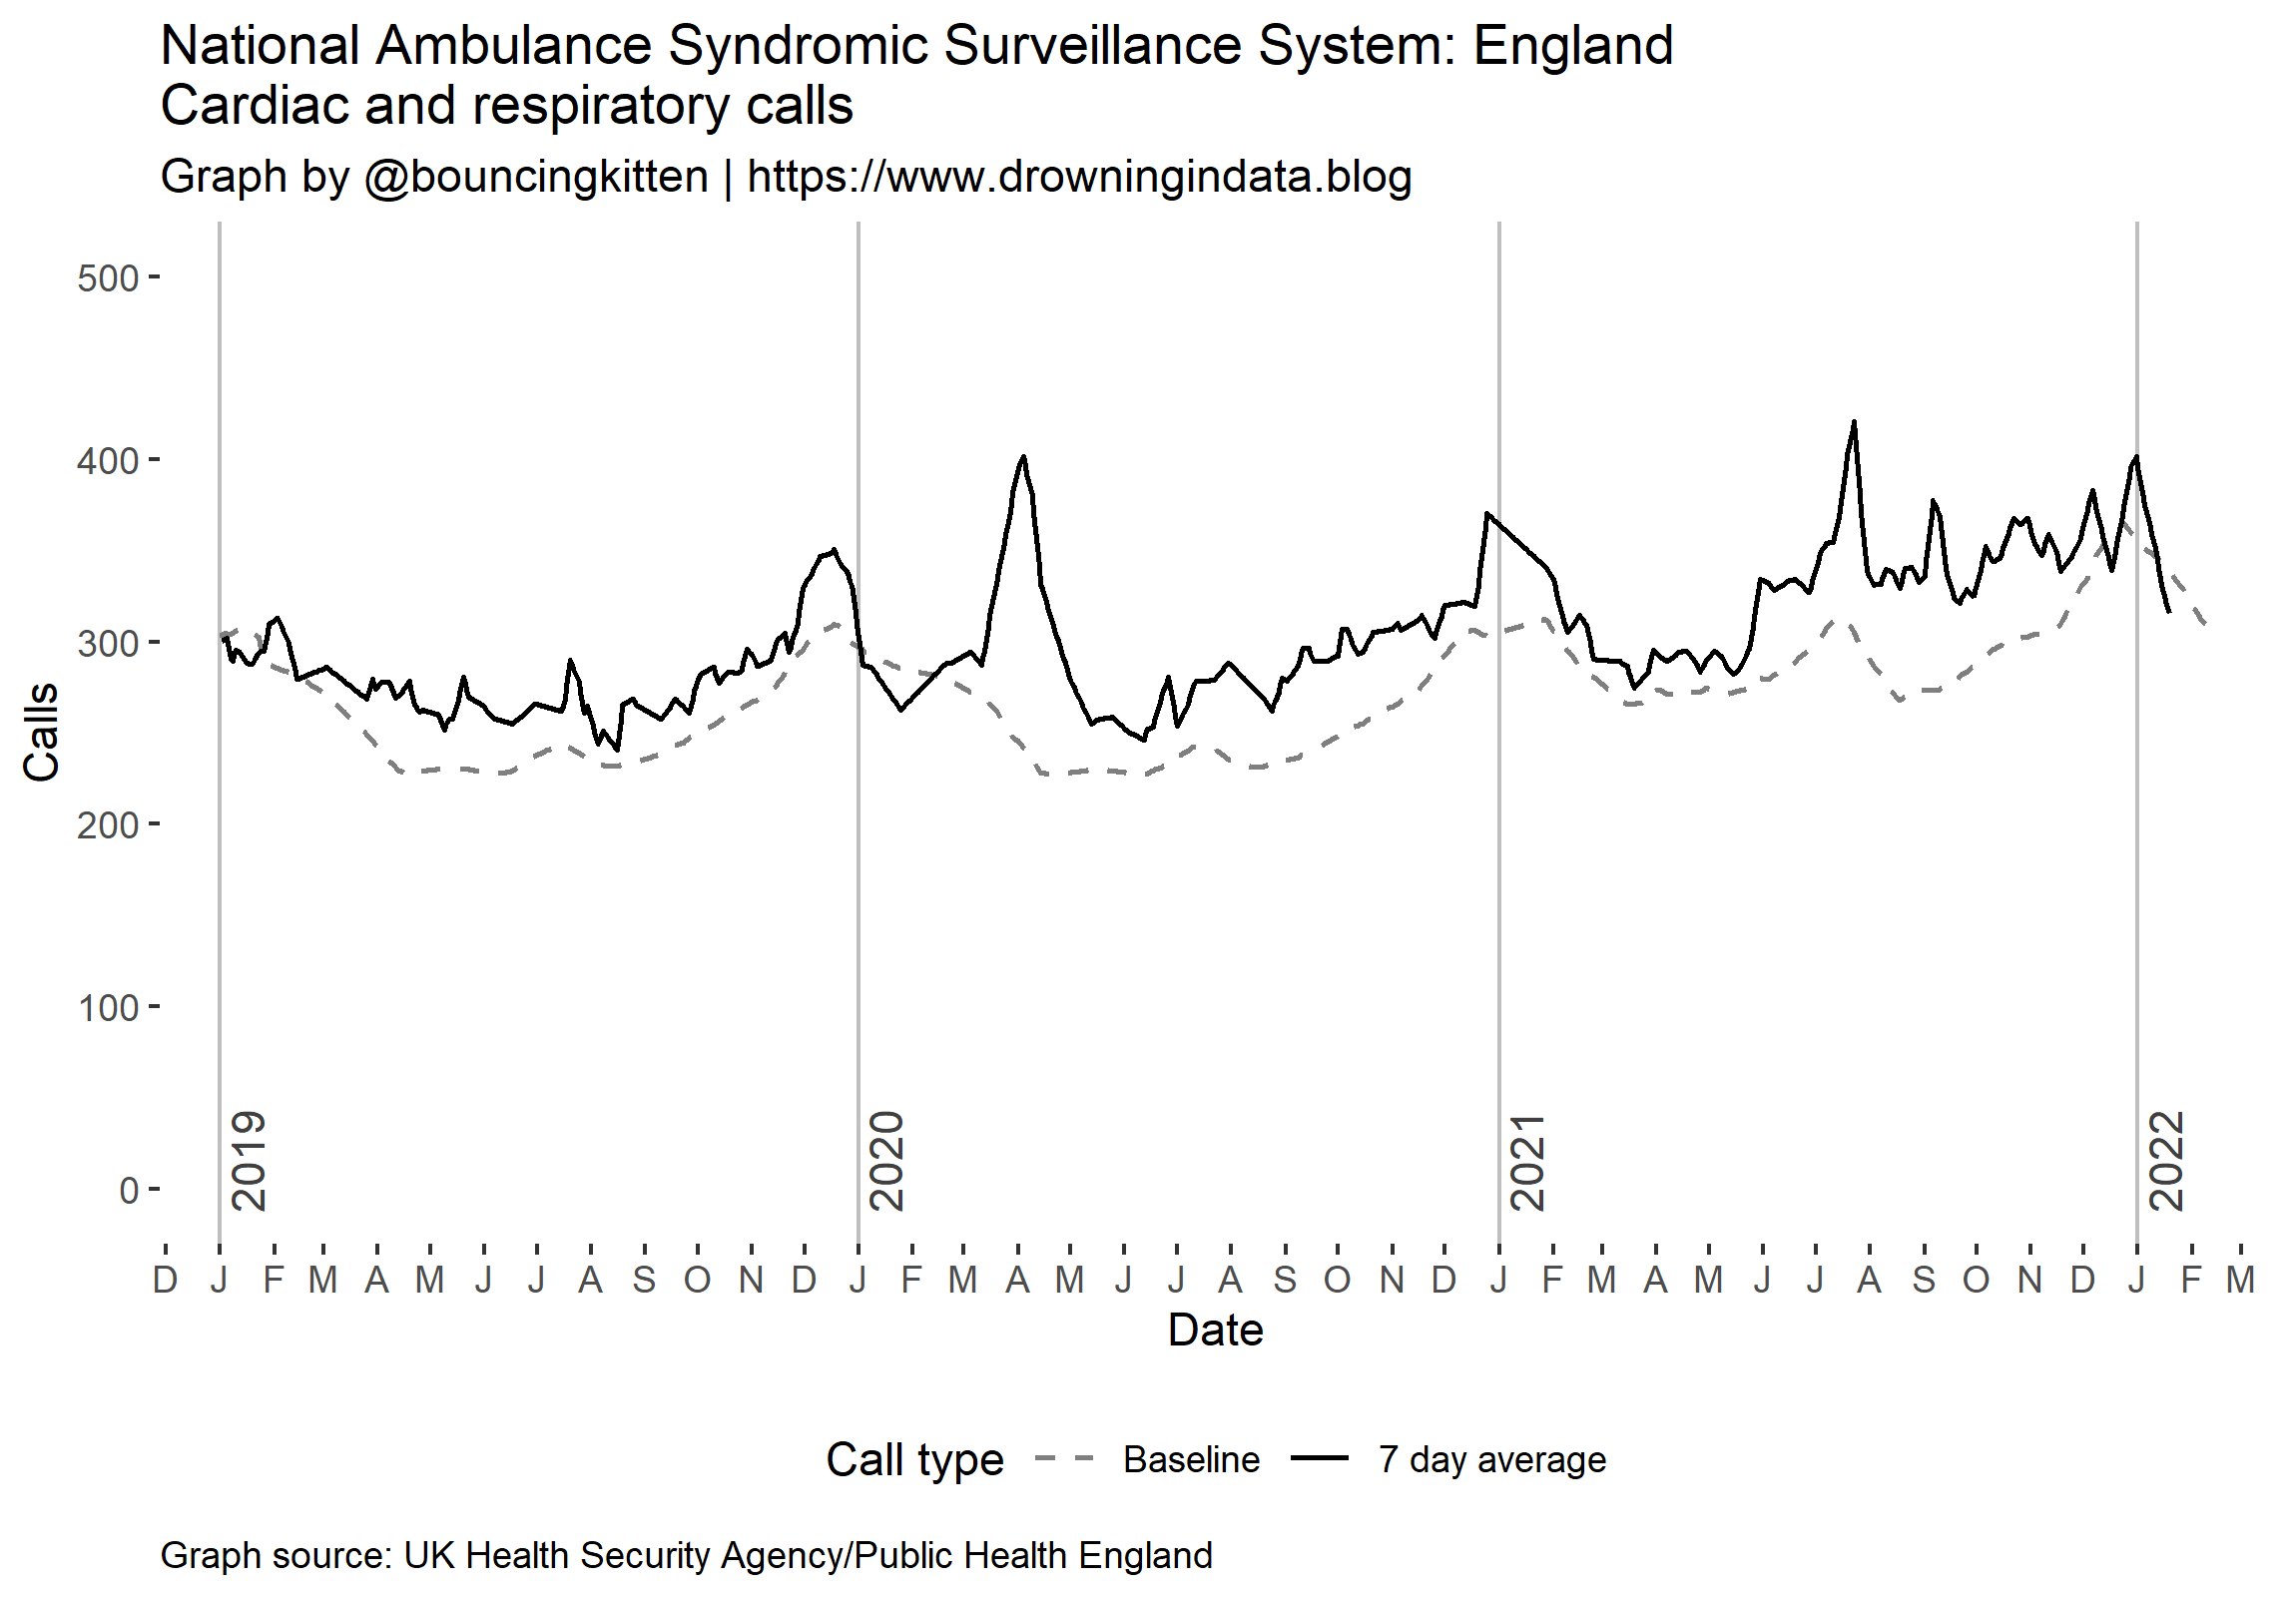 National Ambulance Syndromic Surveillance System: England
Cardiac and respiratory calls
Graph by @bouncingkitten | https://www.drowningindata.blog
Calls
500
400
300
200
100
0
2019
2020
2021
2022
D J F M A M J J A S O N D J F M A M J J A S O N D J F M A M J J A S O N D J F M
Date
Call type Baseline 7 day average
Graph source: UK Health Security Agency/Public Health England